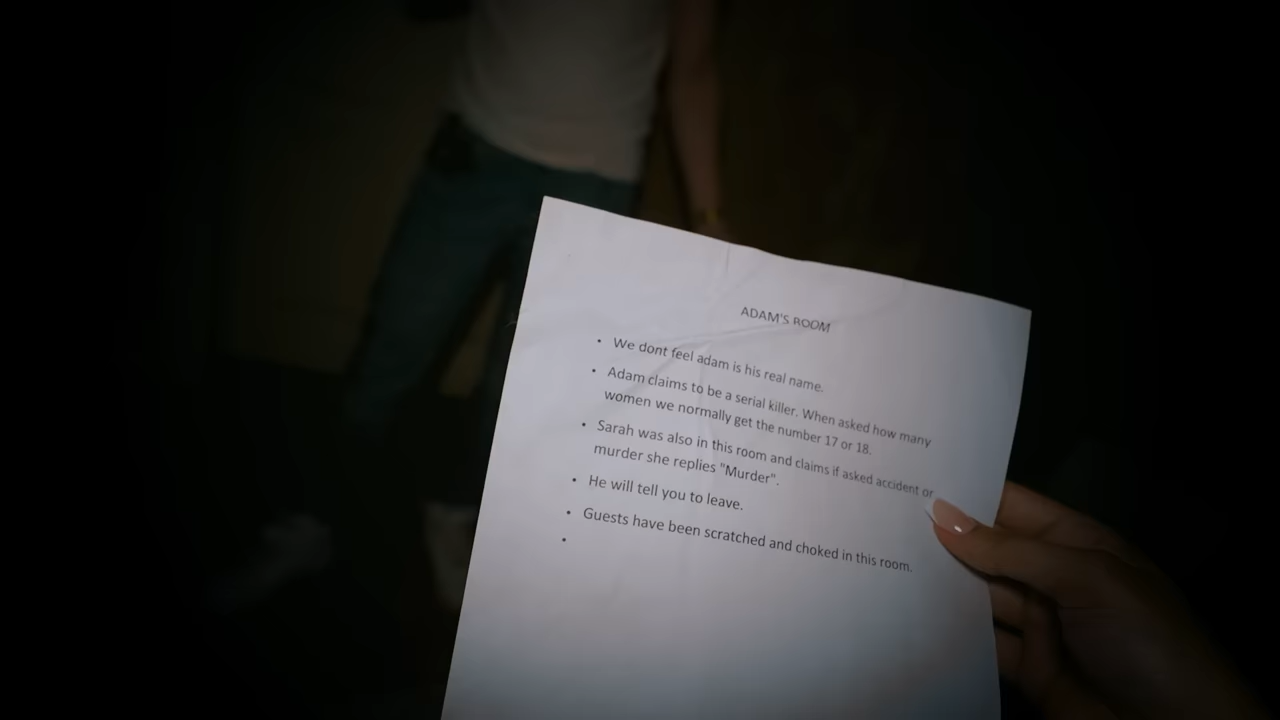 ADAM'S ROOM
• We dont feel adam is his real name.
• Adam claims to be a serial killer. When asked how many
women we normally get the number 17 or 18.
• Sarah was also in this room and claims if asked accident or
murder she replies "Murder".
• He will tell you to leave.
• Guests have been scratched and choked in this room.
•